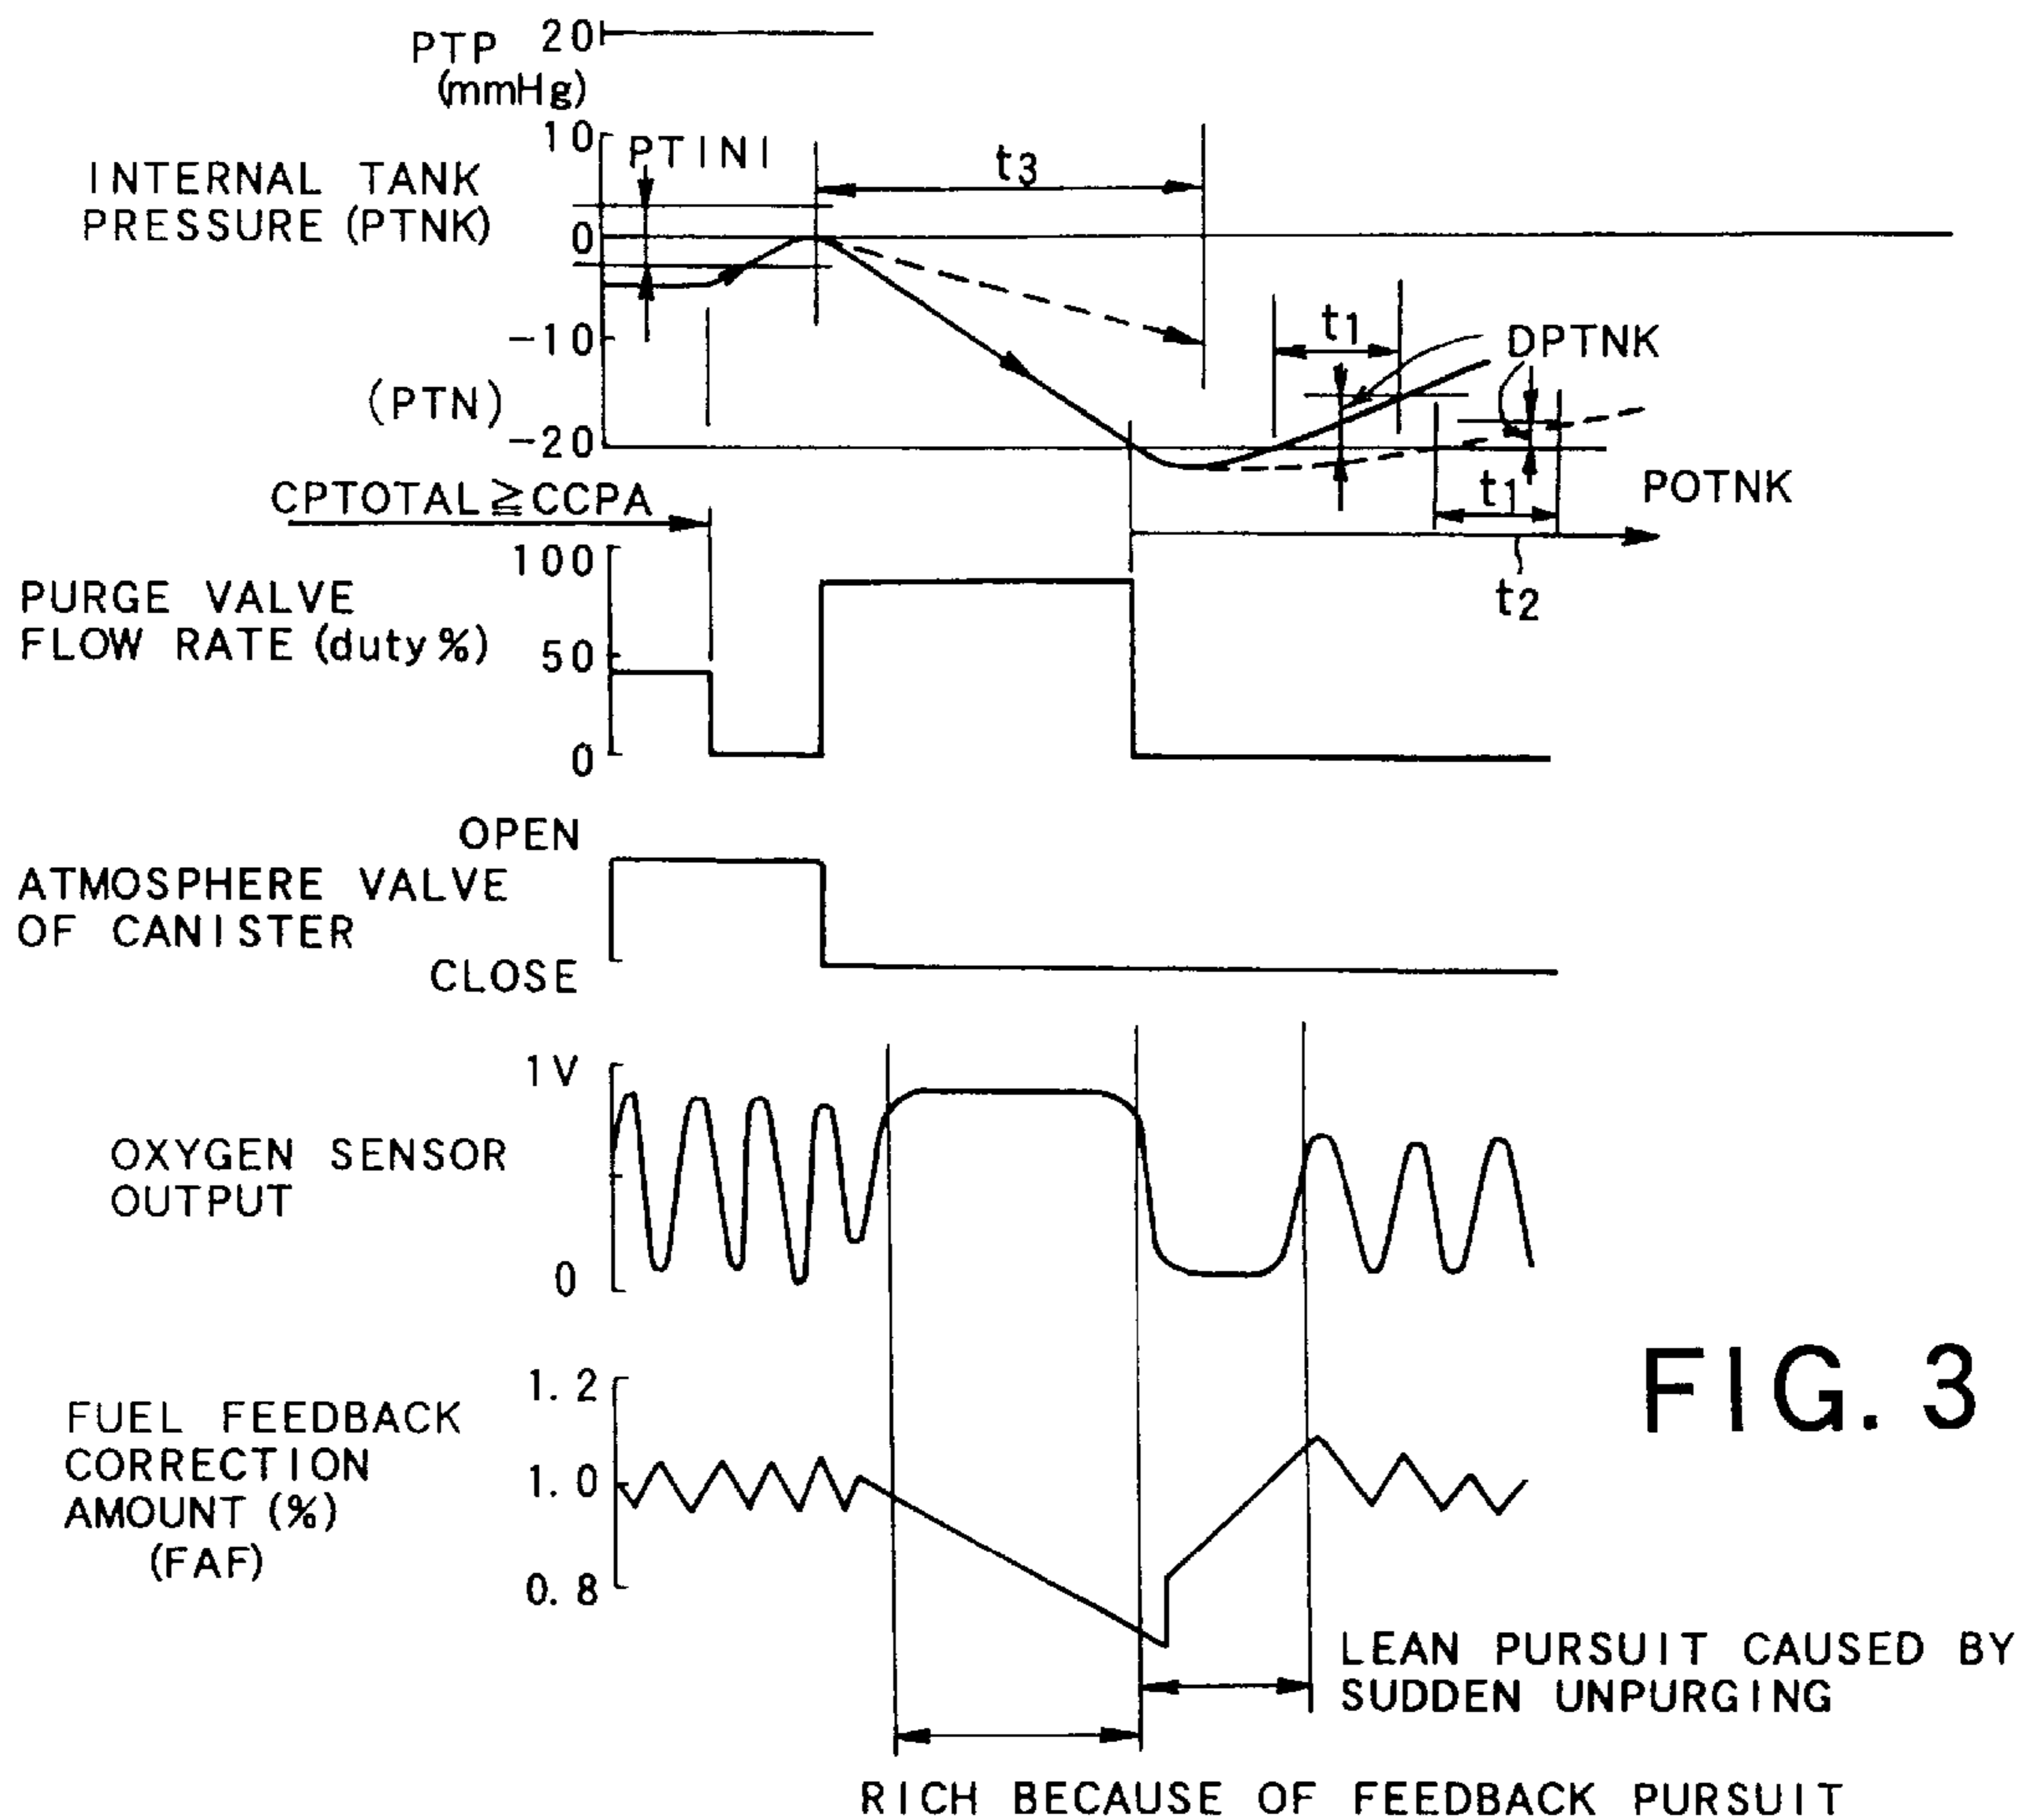 PTP 20
(mmHg)
10
PTINI
t3
INTERNAL TANK
PRESSURE (PTNK)
0
-10
t1
DPTNK
(PTN)
-20
CPTOTAL≧CCPA
t1
POTNK
100
t2
PURGE VALVE
FLOW RATE (duty%)
50
0
OPEN
ATMOSPHERE VALVE
OF CANISTER
CLOSE
1V
OXYGEN SENSOR
OUTPUT
0
FIG. 3
1.2
FUEL FEEDBACK
CORRECTION
AMOUNT (%)
(FAF)
1.0
0.8
LEAN PURSUIT CAUSED BY
SUDDEN UNPURGING
RICH BECAUSE OF FEEDBACK PURSUIT